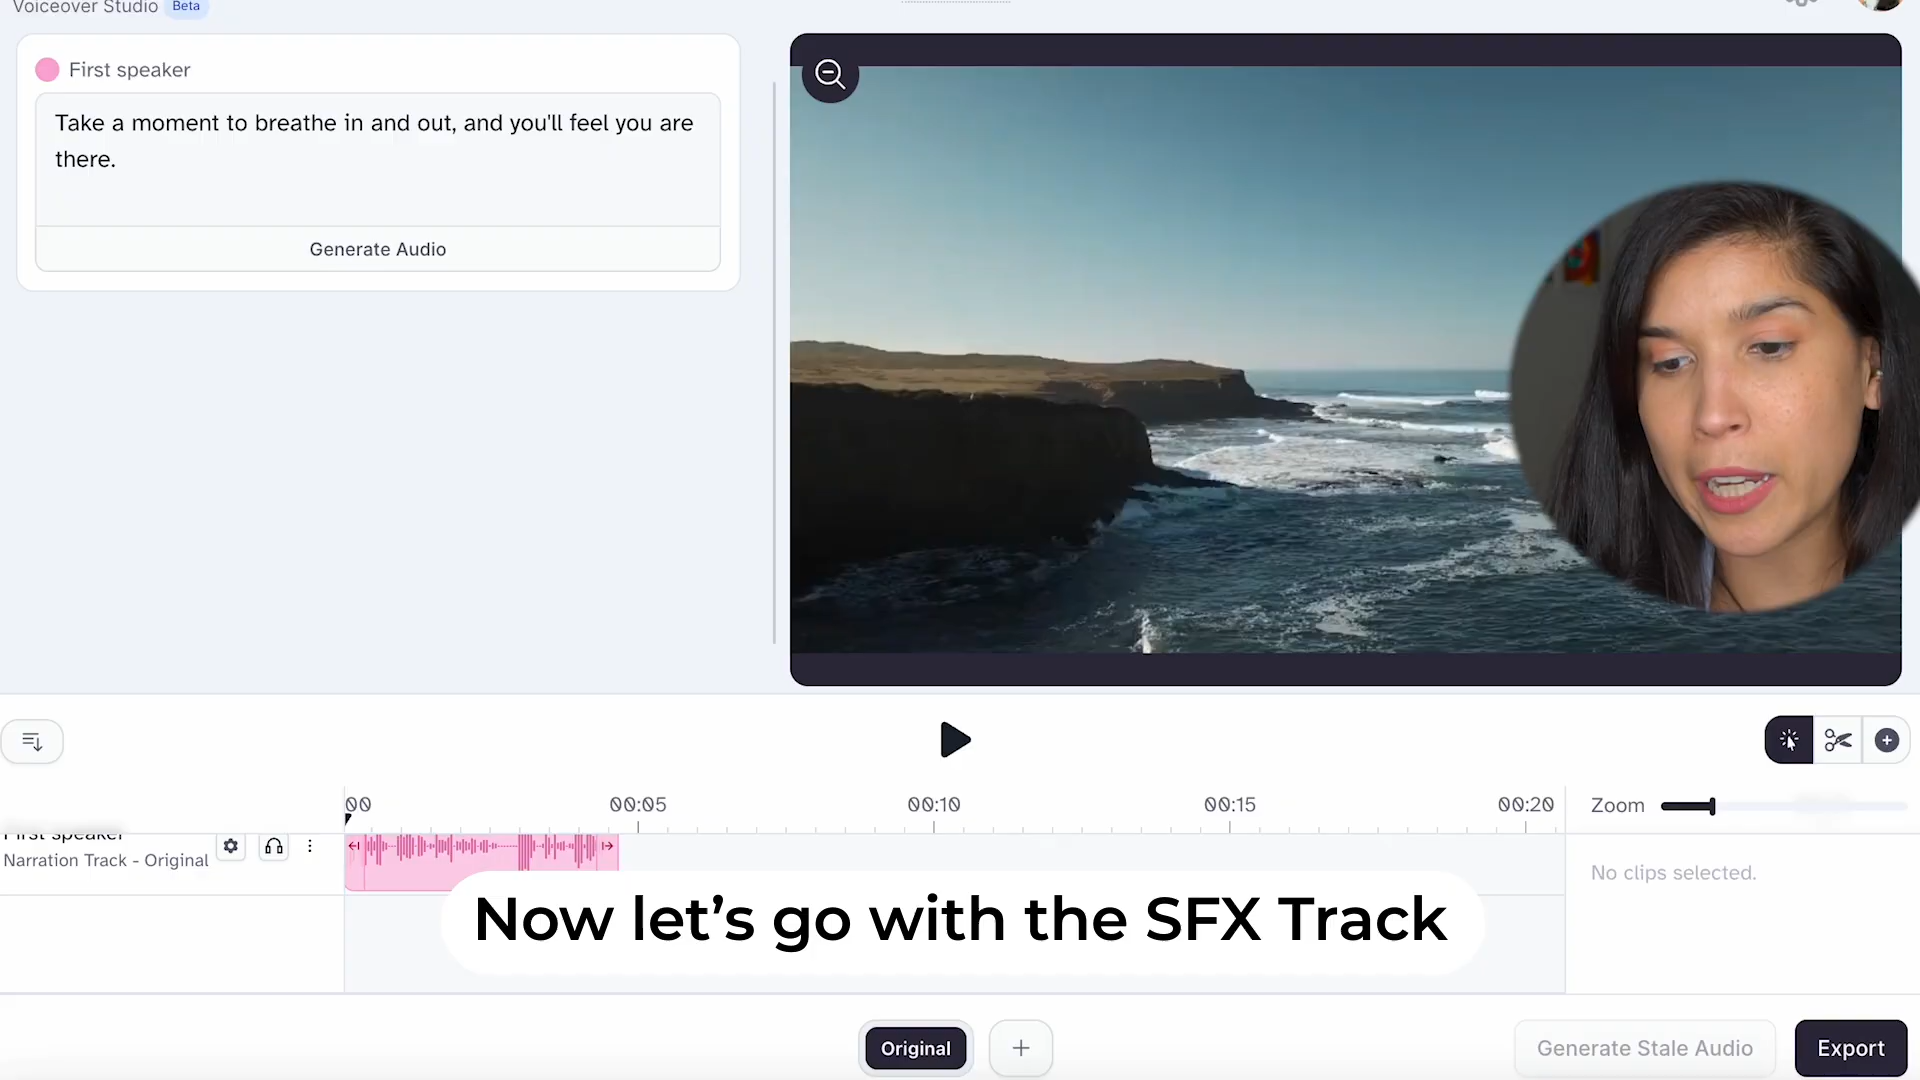 Voiceover Studio Beta
First speaker
Take a moment to breathe in and out, and you'll feel you are
there.
Generate Audio
00 00:05 00:10 00:15 00:20
Zoom
First speaker
Narration Track - Original
No clips selected.
Now let’s go with the SFX Track
Original
Generate Stale Audio
Export